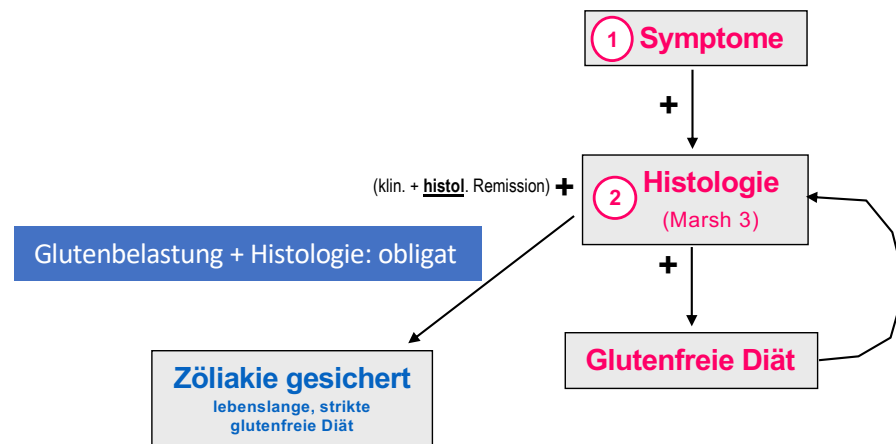 1 Symptome
+
(klin. + histol. Remission) +
2 Histologie
(Marsh 3)
Glutenbelastung + Histologie: obligat
+
Glutenfreie Diät
Zöliakie gesichert
lebenslange, strikte
glutenfreie Diät